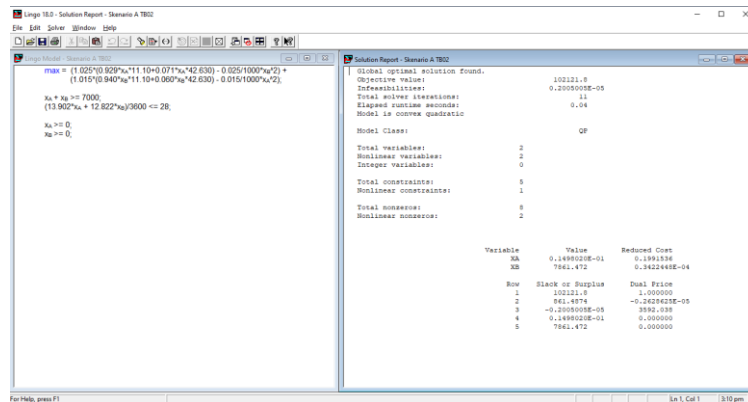 Lingo 18.0 - Solution Report - Skenario A TB02
File Edit Solver Window Help
Lingo Model - Skenario A TB02
max = (1.025*(0.929*xA*11.10+0.071*xA*42.630) - 0.025/1000*xB^2) +
(1.015*(0.940*xB*11.10+0.060*xB*42.630) - 0.015/1000*xA^2);
xA + xB >= 7000;
(13.902*xA + 12.822*xB)/3600 <= 28;
xA >= 0;
xB >= 0;
Solution Report - Skenario A TB02
Global optimal solution found.
Objective value: 102121.8
Infeasibilities: 0.2005005E-05
Total solver iterations: 11
Elapsed runtime seconds: 0.04
Model is convex quadratic
Model Class: QP
Total variables: 2
Nonlinear variables: 2
Integer variables: 0
Total constraints: 5
Nonlinear constraints: 1
Total nonzeros: 8
Nonlinear nonzeros: 2
Variable Value Reduced Cost
XA 0.1498020E-01 0.1991536
XB 7861.472 0.3422448E-04
Row Slack or Surplus Dual Price
1 102121.8 1.000000
2 861.4874 -0.2628625E-05
3 -0.2005005E-05 3592.038
4 0.1498020E-01 0.000000
5 7861.472 0.000000
For Help, press F1
Ln 1, Col 1 3:10 pm